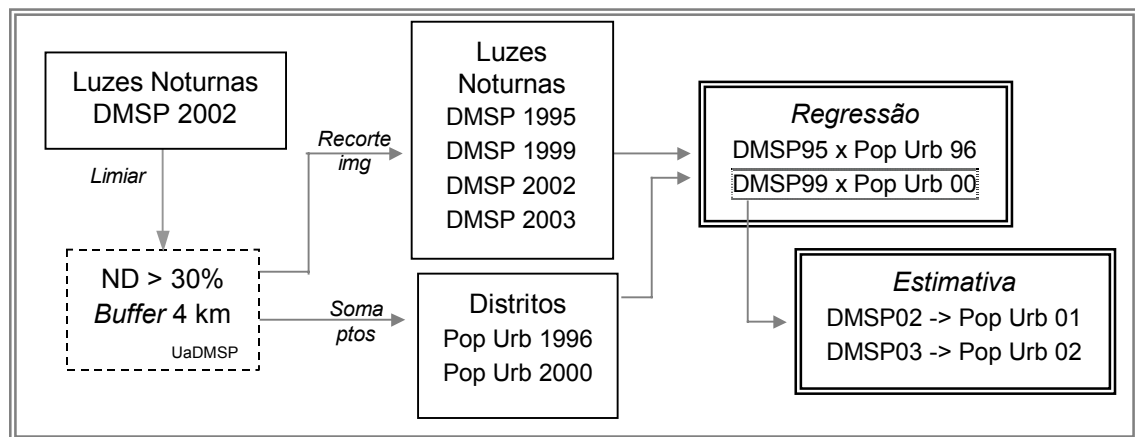 Luzes Noturnas
DMSP 2002
Limiar
ND > 30%
Buffer 4 km
UaDMSP
Recorte
img
Soma
ptos
Luzes
Noturnas
DMSP 1995
DMSP 1999
DMSP 2002
DMSP 2003
Distritos
Pop Urb 1996
Pop Urb 2000
Regressão
DMSP95 x Pop Urb 96
DMSP99 x Pop Urb 00
Estimativa
DMSP02 -> Pop Urb 01
DMSP03 -> Pop Urb 02